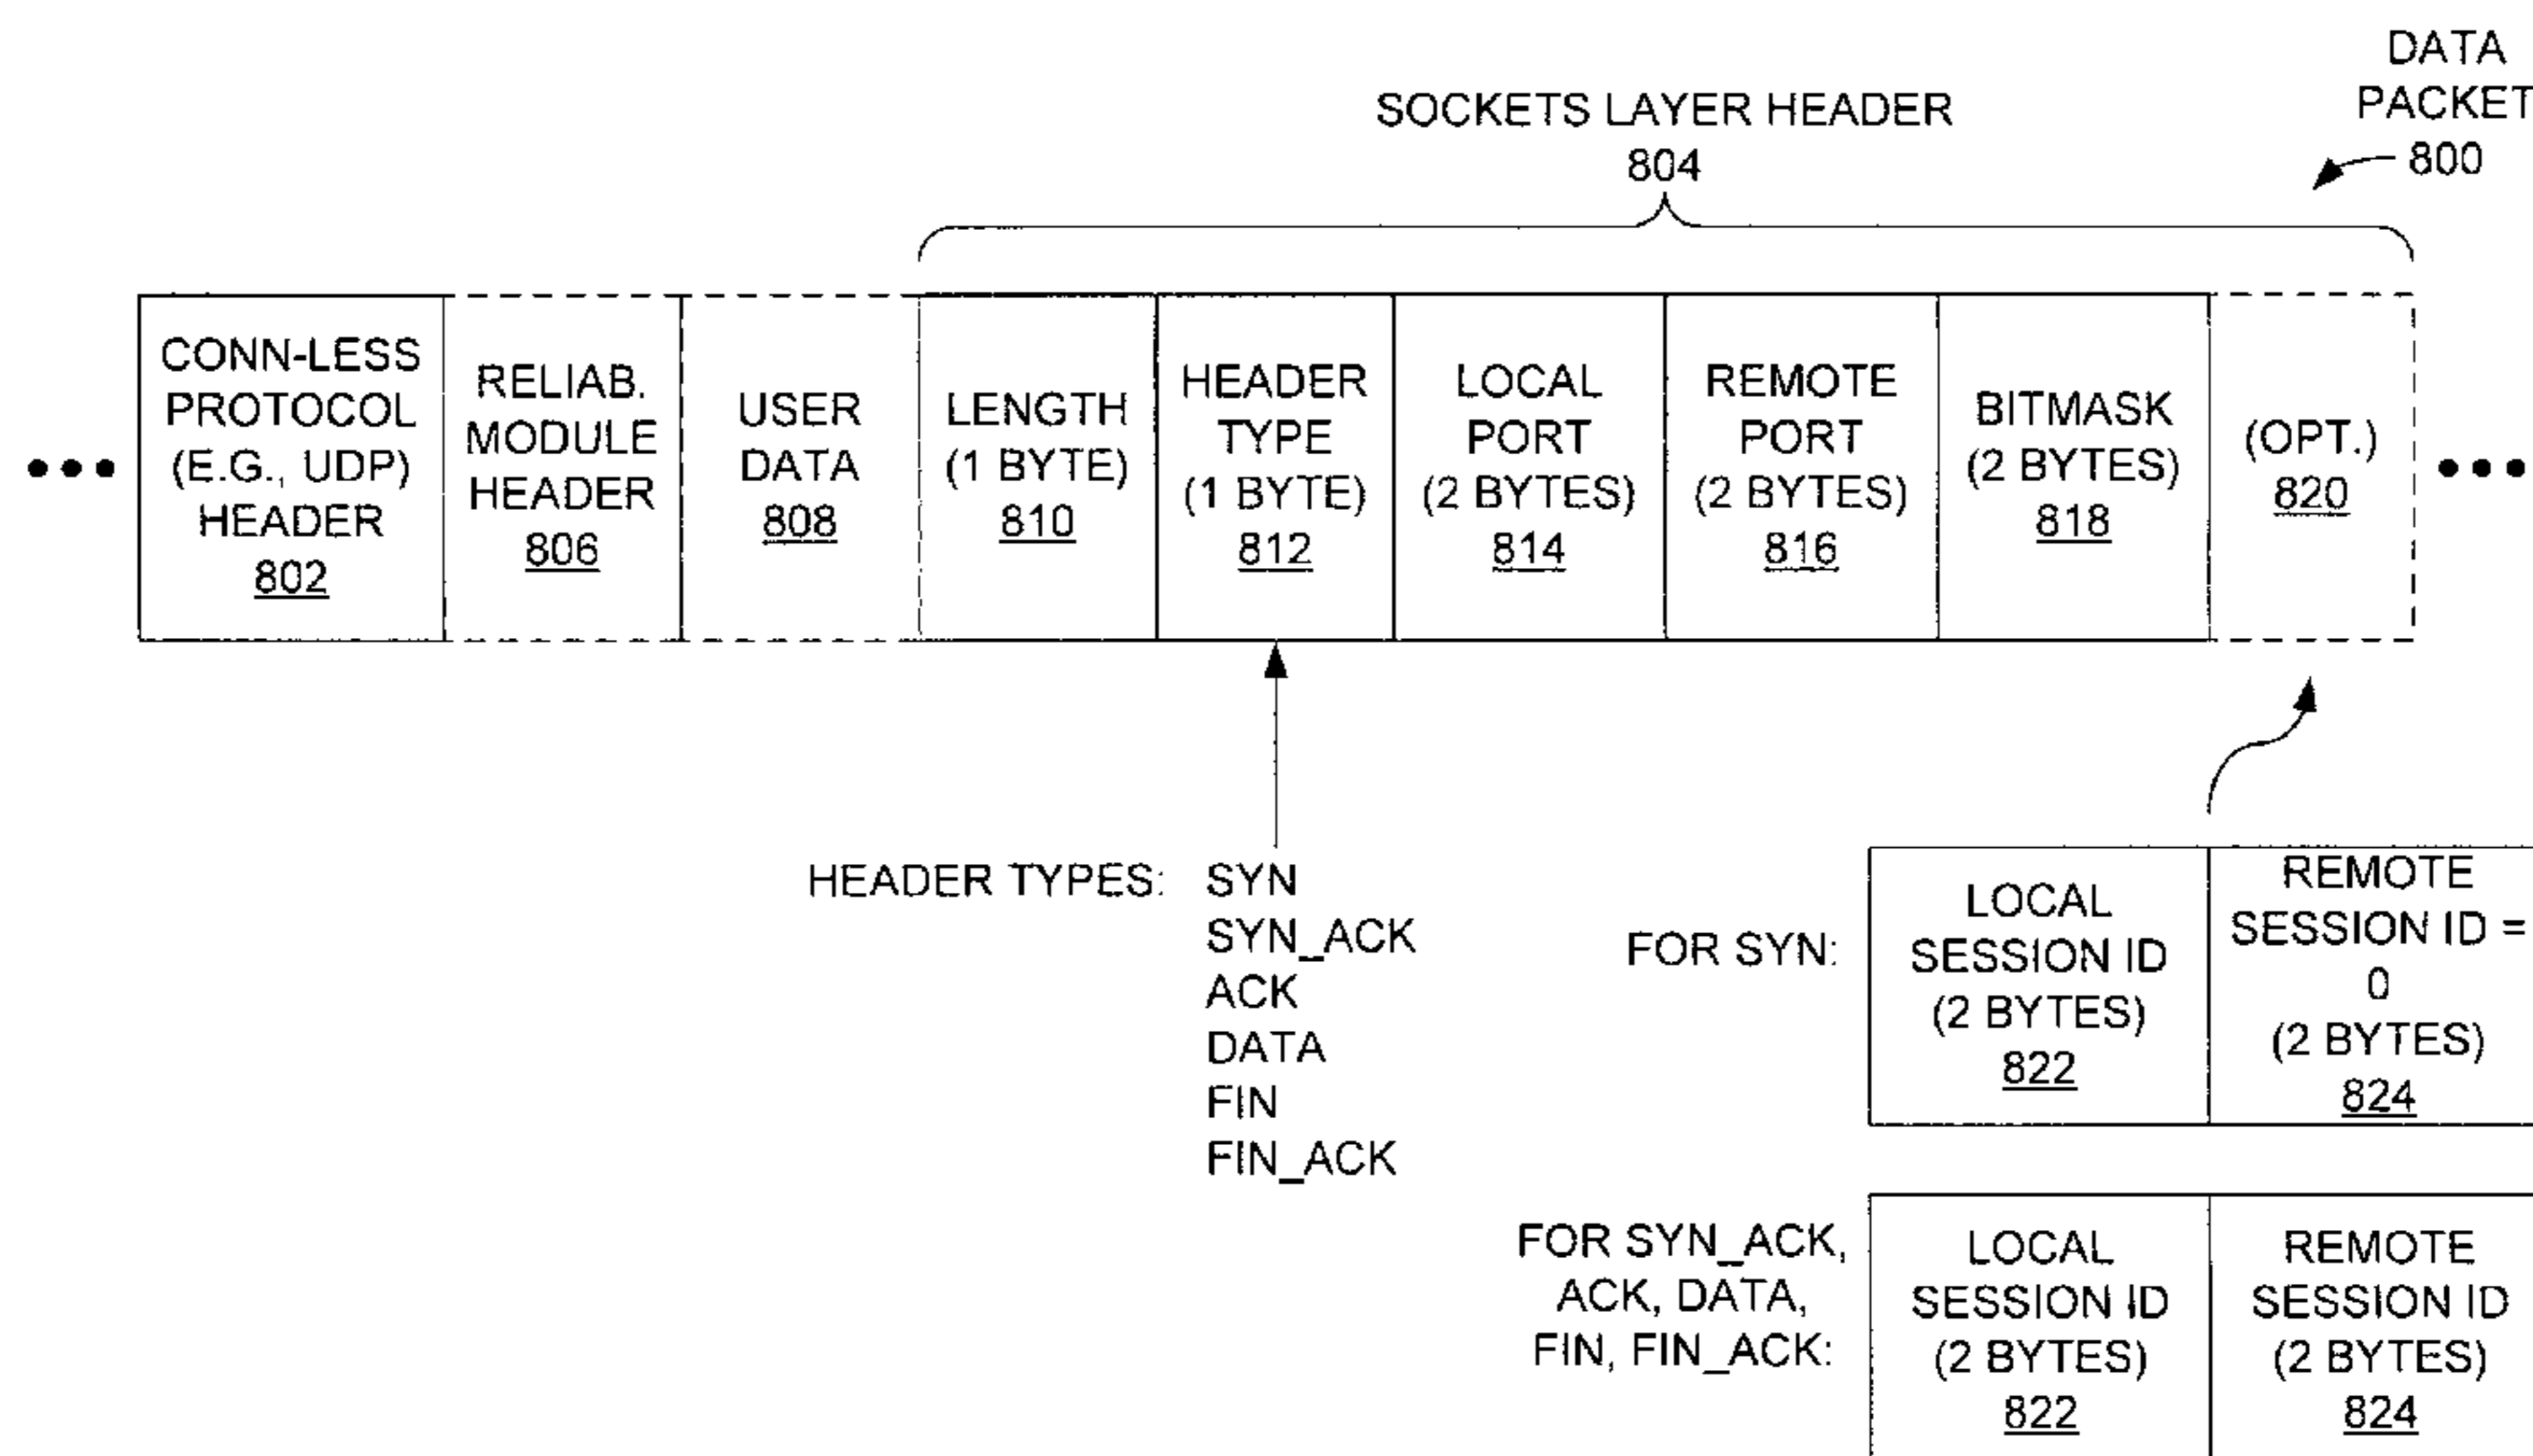 DATA
PACKET
800
SOCKETS LAYER HEADER
804
CONN-LESS
PROTOCOL
(E.G., UDP)
HEADER
802
RELIAB.
MODULE
HEADER
806
USER
DATA
808
LENGTH
(1 BYTE)
810
HEADER
TYPE
(1 BYTE)
812
LOCAL
PORT
(2 BYTES)
814
REMOTE
PORT
(2 BYTES)
816
BITMASK
(2 BYTES)
818
(OPT.)
820
HEADER TYPES: SYN
SYN_ACK
ACK
DATA
FIN
FIN_ACK
FOR SYN:
LOCAL
SESSION ID
(2 BYTES)
822
REMOTE
SESSION ID =
0
(2 BYTES)
824
FOR SYN_ACK,
ACK, DATA,
FIN, FIN_ACK:
LOCAL
SESSION ID
(2 BYTES)
822
REMOTE
SESSION ID
(2 BYTES)
824